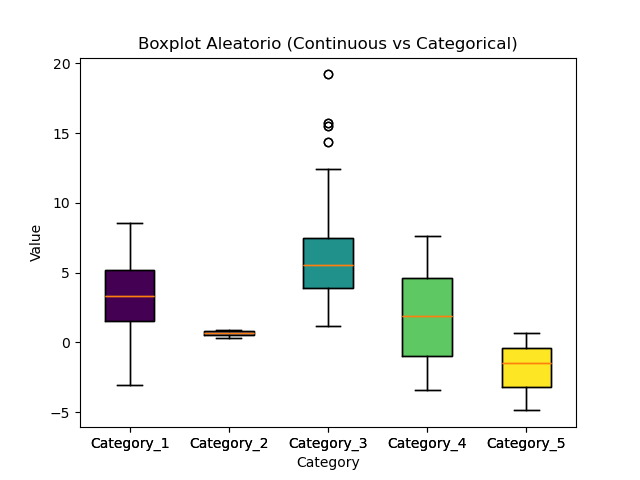 Boxplot Aleatorio (Continuous vs Categorical)
20
15
10
5
0
−5
Value
Category_1 Category_2 Category_3 Category_4 Category_5
Category